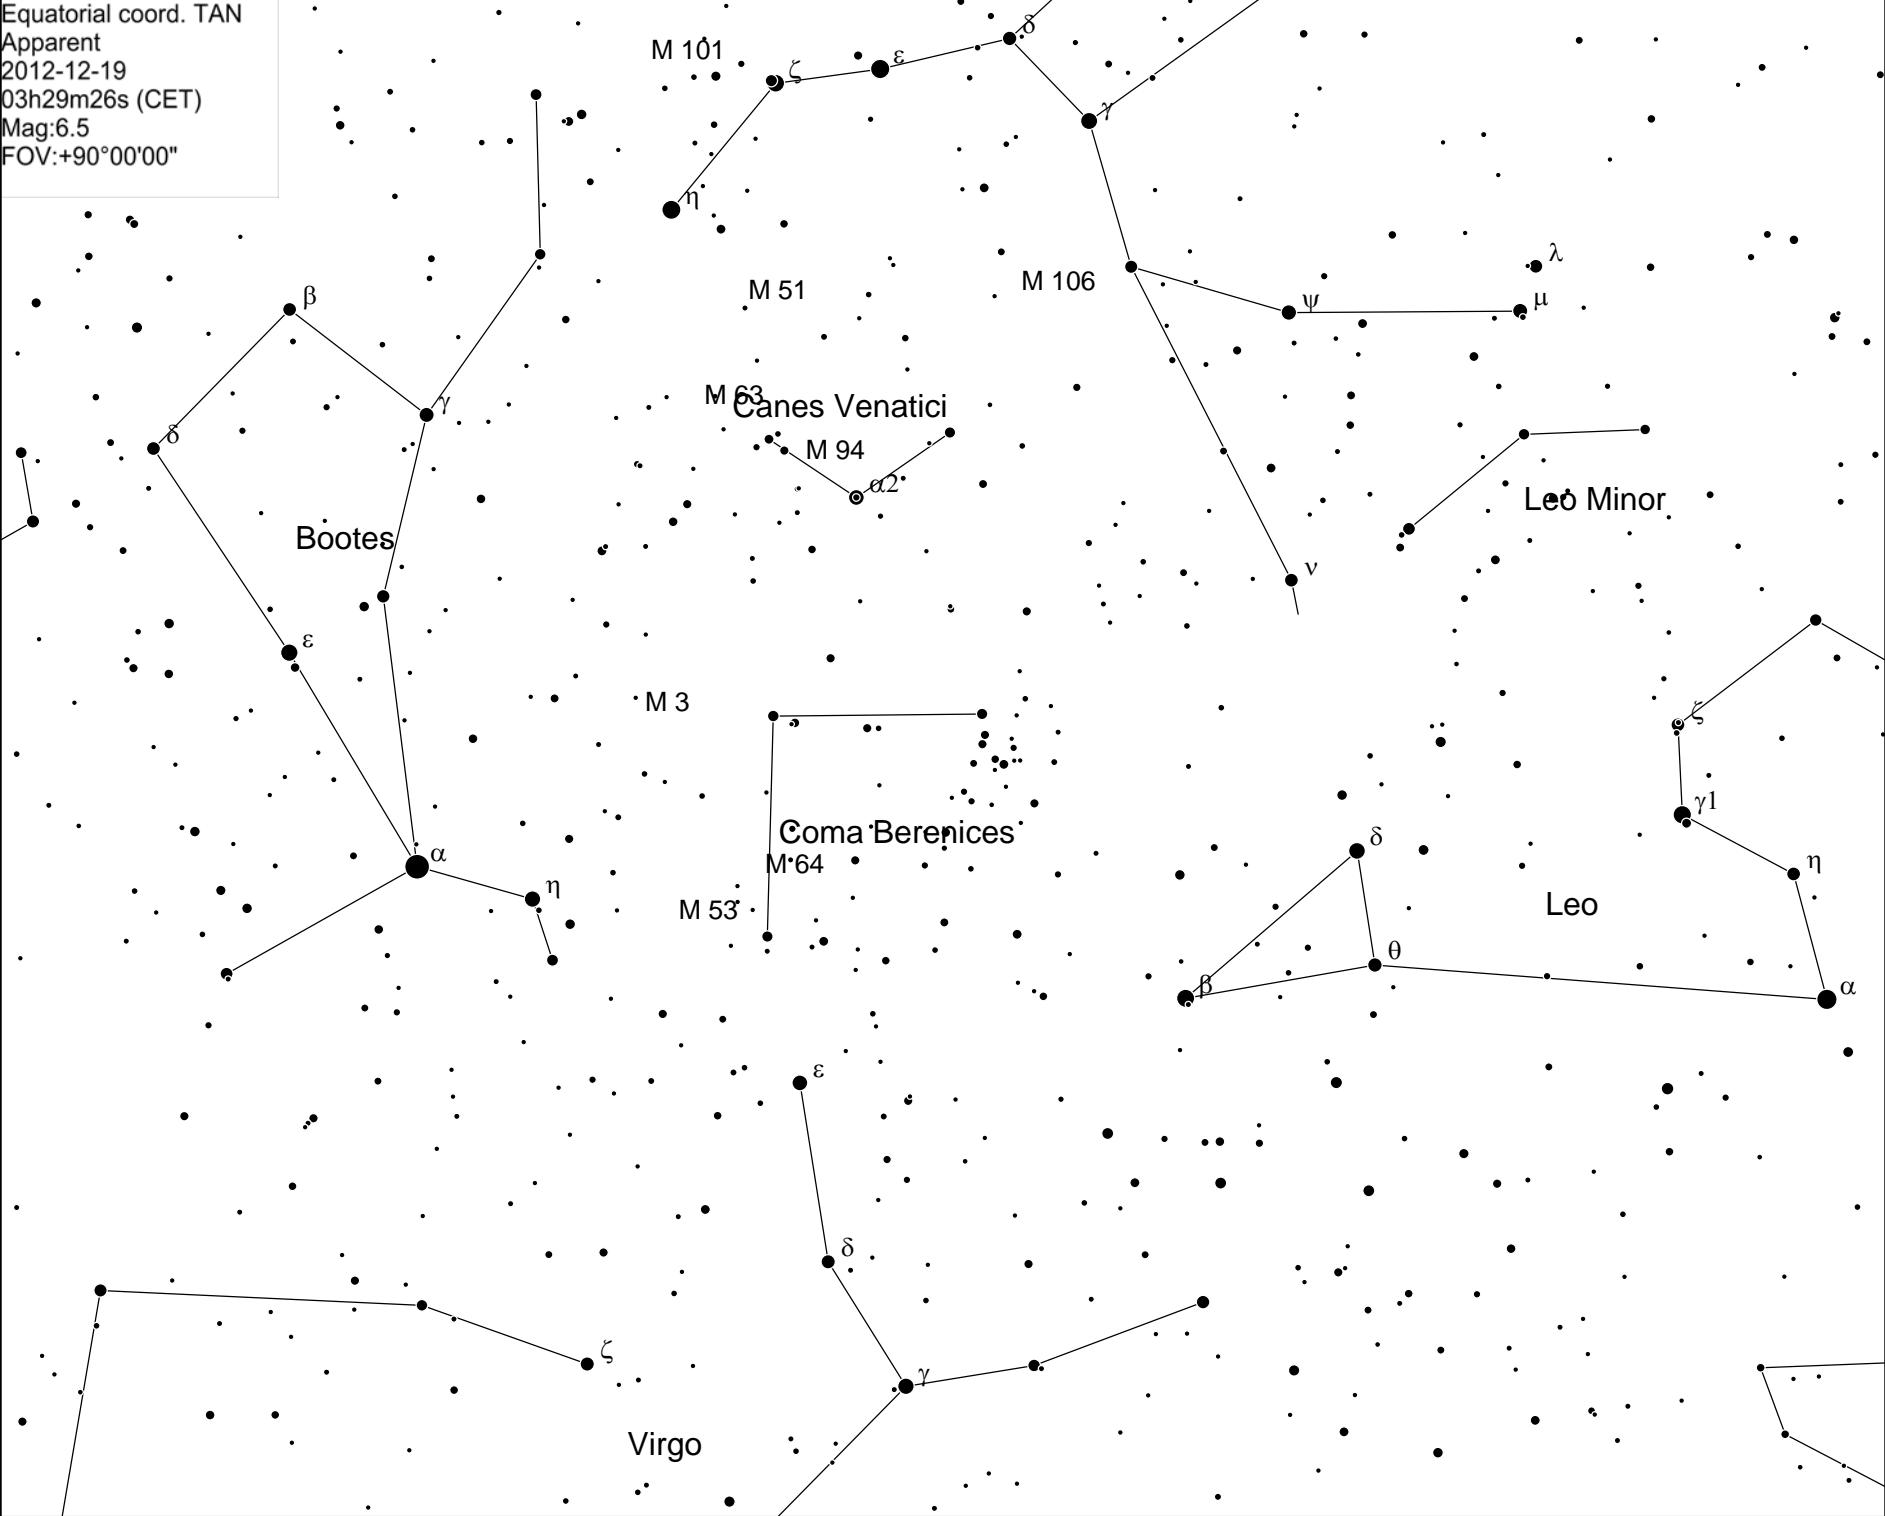 Equatorial coord. TAN
Apparent
2012-12-19
03h29m26s (CET)
Mag:6.5
FOV:+90°00'00"
δ
M 101
ζ
ε
γ
η
λ
M 51
M 106
β
ψ
μ
M 63
Canes Venatici
γ
δ
M 94
α2
Leo Minor
Bootes
ν
ε
M 3
ζ
γ1
Coma Berenices
δ
α
M 64
η
η
M 53
Leo
θ
β
α
ε
δ
ζ
γ
Virgo